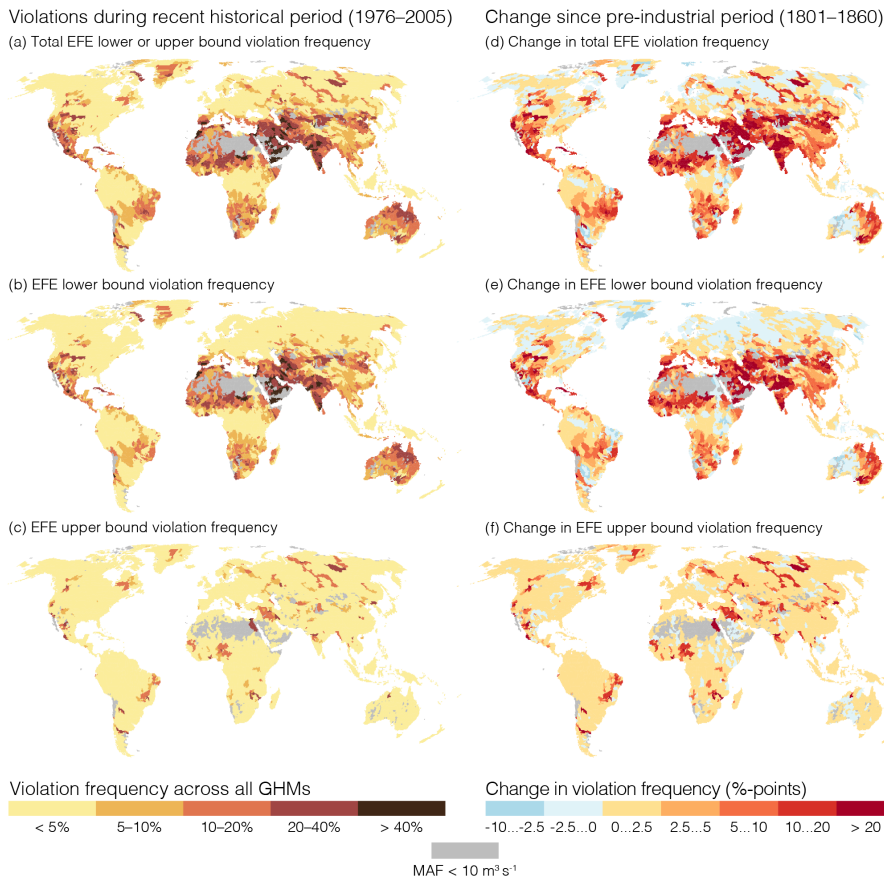 Violations during recent historical period (1976–2005)
Change since pre-industrial period (1801–1860)
(a) Total EFE lower or upper bound violation frequency
(d) Change in total EFE violation frequency
(b) EFE lower bound violation frequency
(e) Change in EFE lower bound violation frequency
(c) EFE upper bound violation frequency
(f) Change in EFE upper bound violation frequency
Violation frequency across all GHMs
< 5% 5–10% 10–20% 20–40% > 40%
Change in violation frequency (%-points)
-10...-2.5 -2.5...0 0...2.5 2.5...5 5...10 10...20 > 20
MAF < 10 m³ s⁻¹